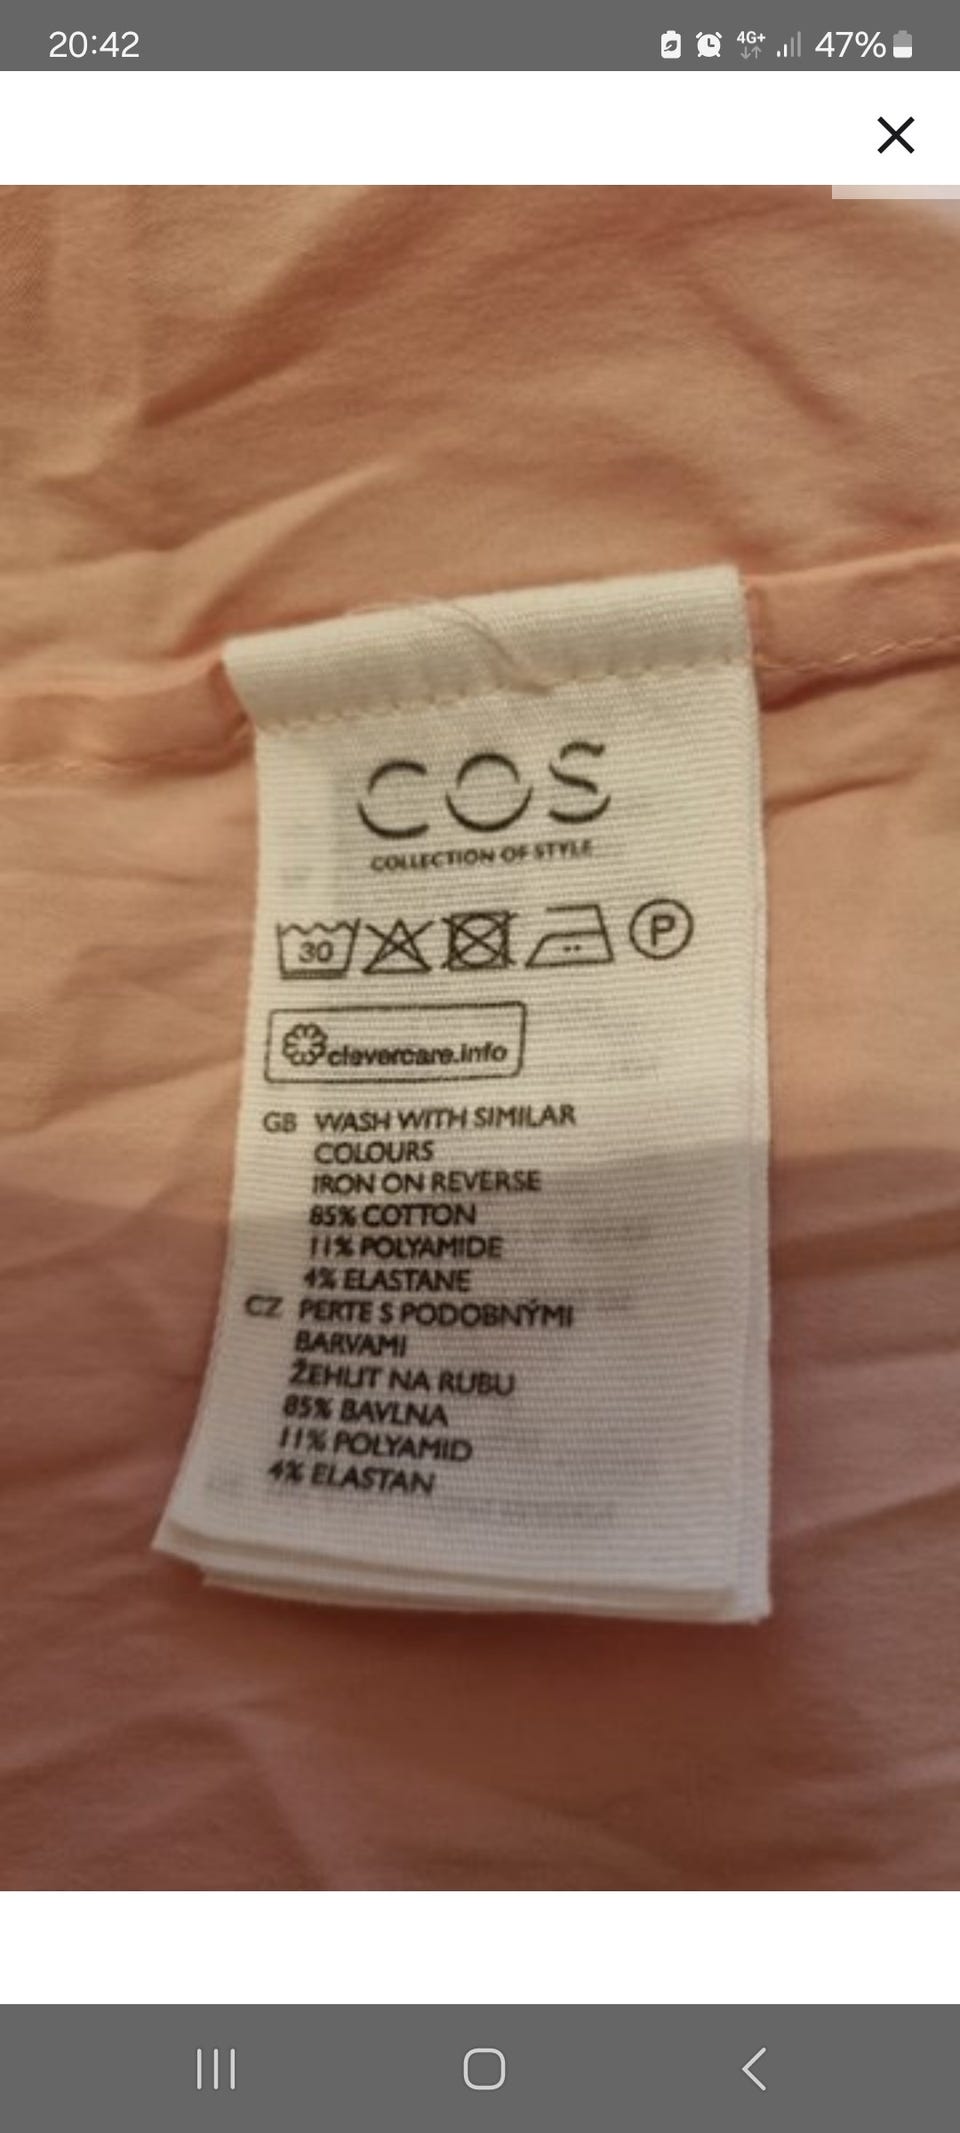 20:42
4G+ 47%
COS
COLLECTION OF STYLE
30 P
clevercare.info
GB WASH WITH SIMILAR
COLOURS
IRON ON REVERSE
85% COTTON
11% POLYAMIDE
4% ELASTANE
CZ PERTE S PODOBNÝMI
BARVAMI
ŽEHLIT NA RUBU
85% BAVLNA
11% POLYAMID
4% ELASTAN